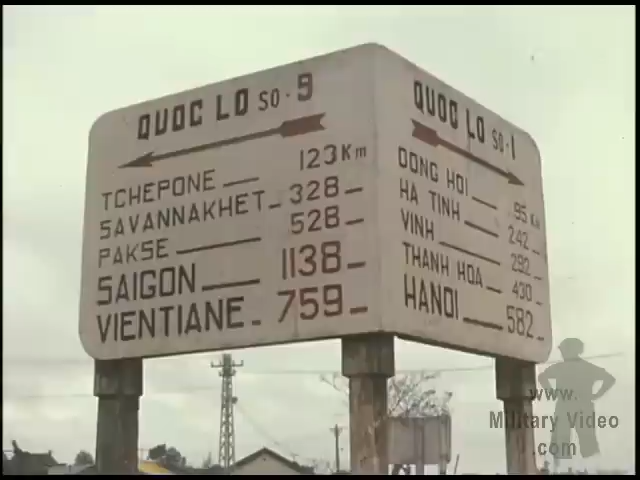 QUOC LO SO - 9
TCHEPONE — 123 Km
SAVANNAKHET - 328 -
PAKSE — 528 -
SAIGON — 1138 -
VIENTIANE - 759 -
QUOC LO SO - 1
DONG HOI — 95 Km
HA TINH — 242 -
VINH — 292 -
THANH HOA - 430 -
HANOI — 582 -
www.
Military Video
.com